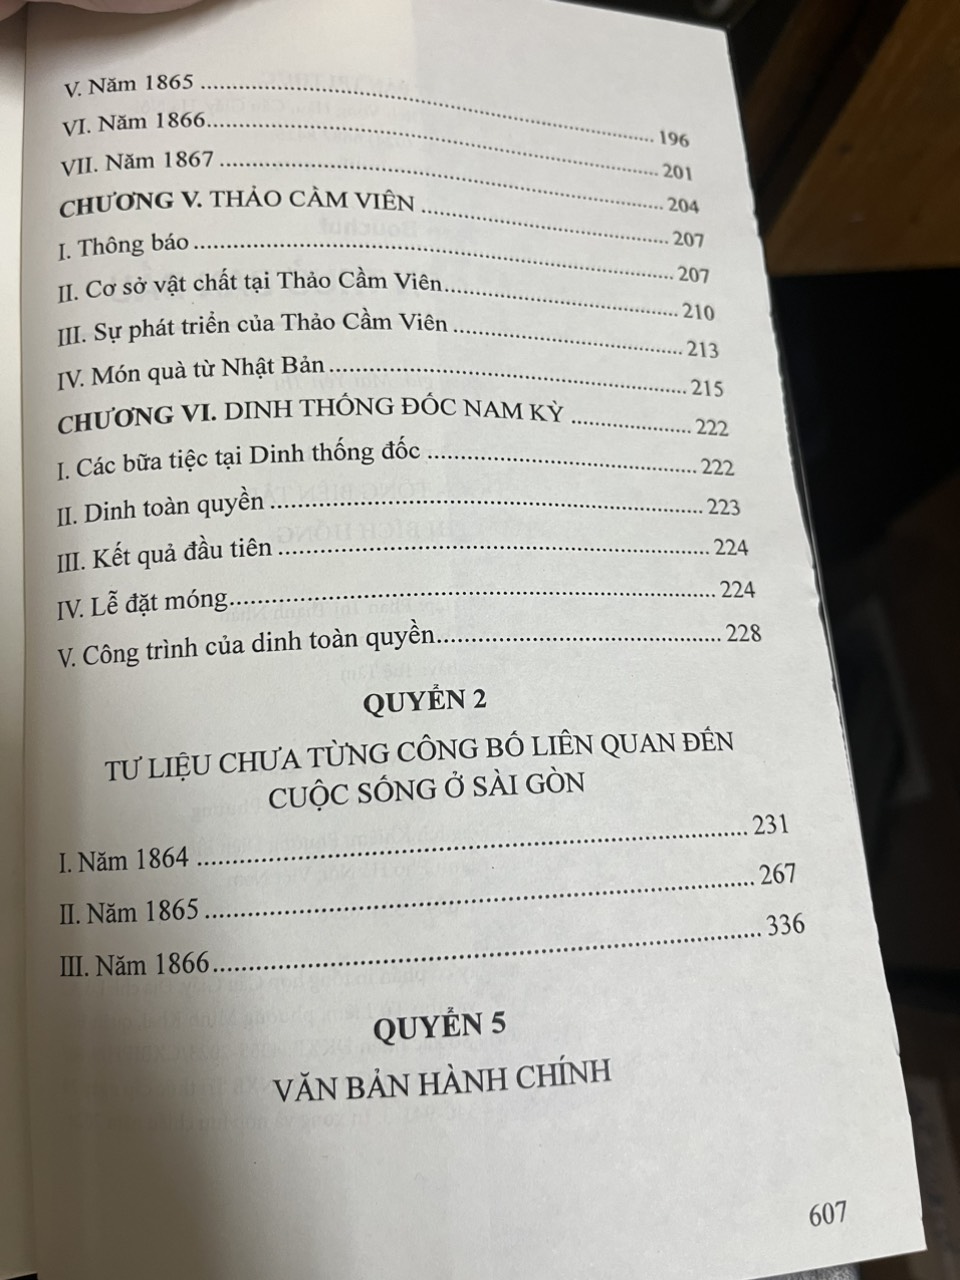 V. Năm 1865 ........ 196
VI. Năm 1866 ........ 201
VII. Năm 1867 ........ 204
CHƯƠNG V. THẢO CẦM VIÊN ........ 207
I. Thông báo ........ 207
II. Cơ sở vật chất tại Thảo Cầm Viên ........ 210
III. Sự phát triển của Thảo Cầm Viên ........ 213
IV. Món quà từ Nhật Bản ........ 215
CHƯƠNG VI. DINH THỐNG ĐỐC NAM KỲ ........ 222
I. Các bữa tiệc tại Dinh thống đốc ........ 222
II. Dinh toàn quyền ........ 223
III. Kết quả đầu tiên ........ 224
IV. Lễ đặt móng ........ 224
V. Công trình của dinh toàn quyền ........ 228
QUYỂN 2
TƯ LIỆU CHƯA TỪNG CÔNG BỐ LIÊN QUAN ĐẾN
CUỘC SỐNG Ở SÀI GÒN
I. Năm 1864 ........ 231
II. Năm 1865 ........ 267
III. Năm 1866 ........ 336
QUYỂN 5
VĂN BẢN HÀNH CHÍNH
607